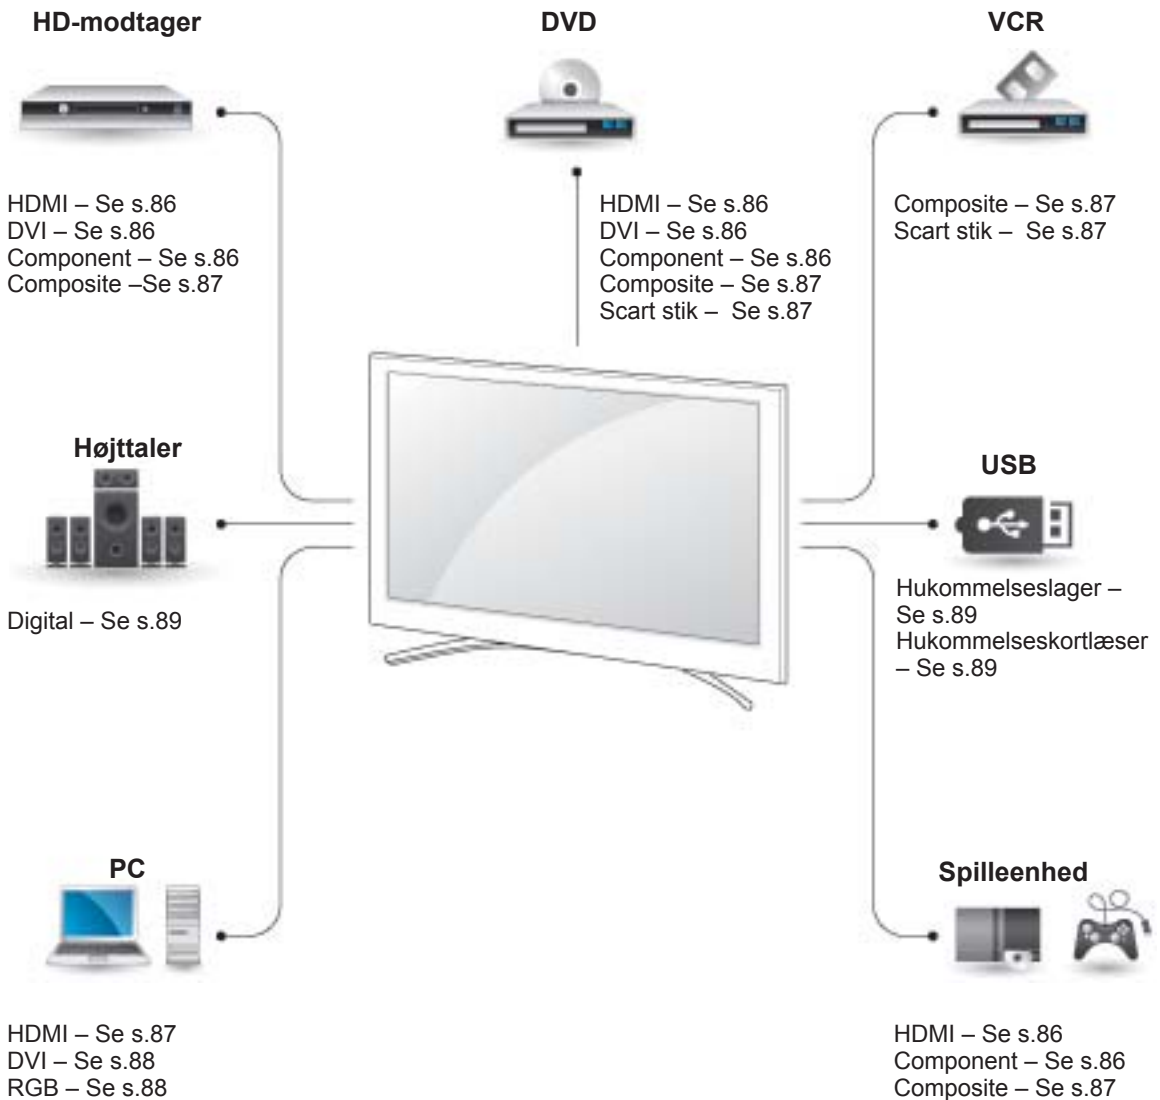 HD-modtager
HDMI – Se s.86
DVI – Se s.86
Component – Se s.86
Composite –Se s.87
DVD
HDMI – Se s.86
DVI – Se s.86
Component – Se s.86
Composite – Se s.87
Scart stik –  Se s.87
VCR
Composite – Se s.87
Scart stik –  Se s.87
Højttaler
Digital – Se s.89
USB
Hukommelseslager –
Se s.89
Hukommelseskortlæser
– Se s.89
PC
HDMI – Se s.87
DVI – Se s.88
RGB – Se s.88
Spilleenhed
HDMI – Se s.86
Component – Se s.86
Composite – Se s.87